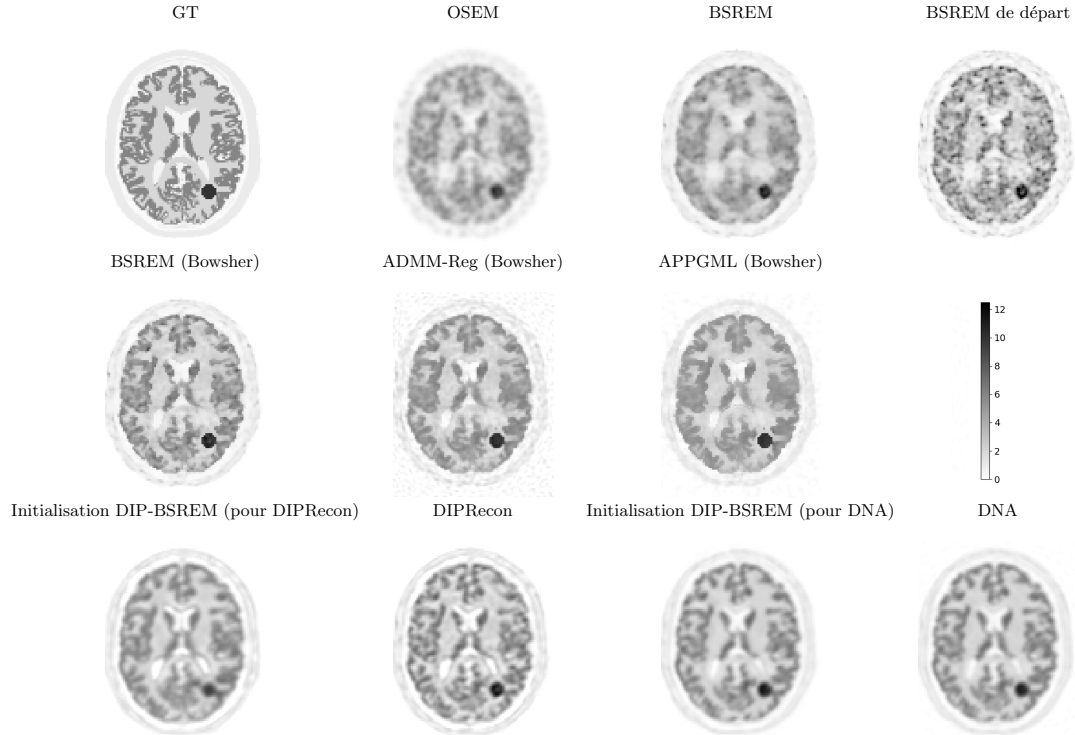 GT
OSEM
BSREM
BSREM de départ
BSREM (Bowsher)
ADMM-Reg (Bowsher)
APPGML (Bowsher)
12
10
8
6
4
2
0
Initialisation DIP-BSREM (pour DIPRecon)
DIPRecon
Initialisation DIP-BSREM (pour DNA)
DNA